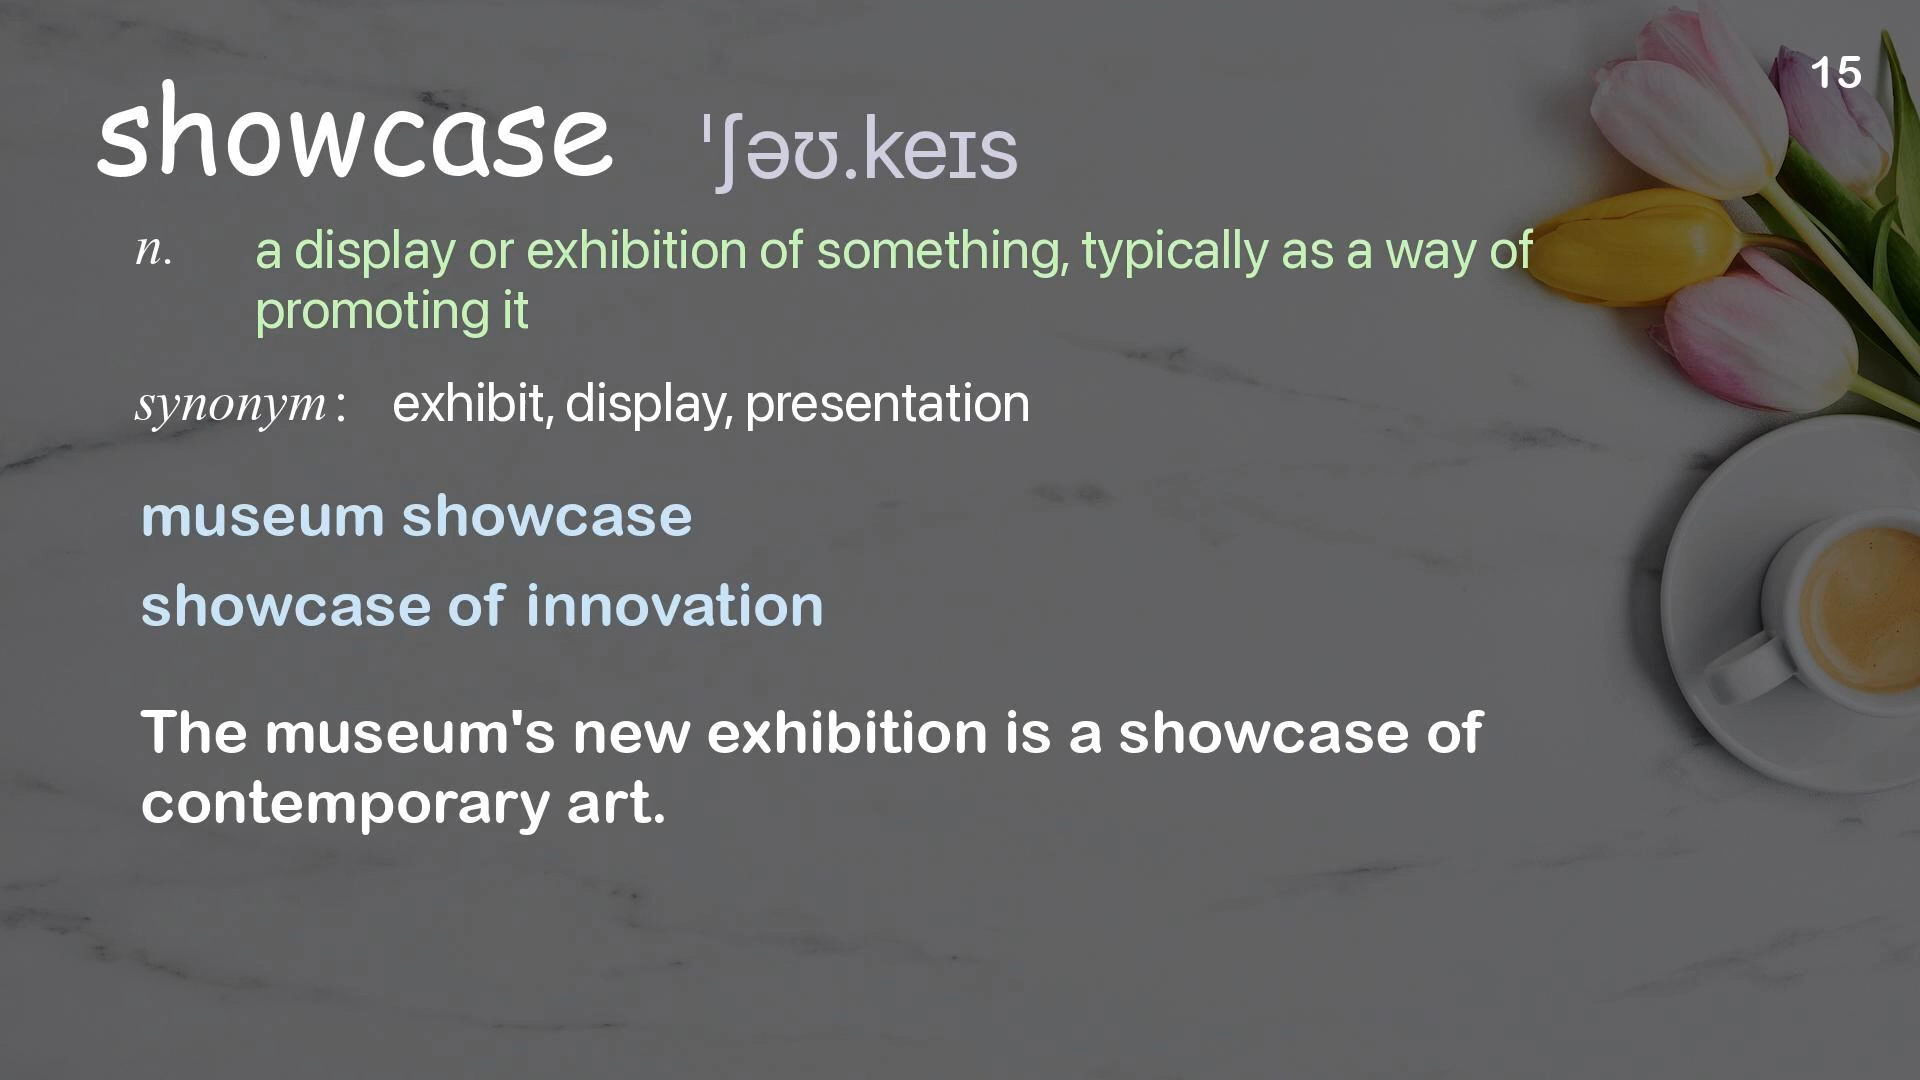 15
showcase ˈʃəʊ.keɪs
n. a display or exhibition of something, typically as a way of
promoting it
synonym: exhibit, display, presentation
museum showcase
showcase of innovation
The museum's new exhibition is a showcase of
contemporary art.